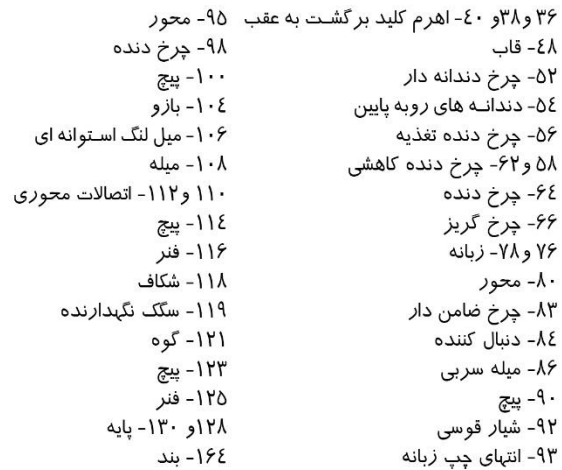 ۳۶ و۳۸و ۴۰- اهرم کلید برگشت به عقب
۴۸- قاب
۵۲- چرخ دندانه دار
۵۴- دندانه های روبه پایین
۵۶- چرخ دنده تغذیه
۵۸ و۶۲- چرخ دنده کاهشی
۶۴- چرخ دنده
۶۶- چرخ گریز
۷۶ و۷۸- زبانه
۸۰- محور
۸۳- چرخ ضامن دار
۸۴- دنبال کننده
۸۶- میله سربی
۹۰- پیچ
۹۲- شیار قوسی
۹۳- انتهای چپ زبانه
۹۵- محور
۹۸- چرخ دنده
۱۰۰- پیچ
۱۰۴- بازو
۱۰۶- میل لنگ استوانه ای
۱۰۸- میله
۱۱۰ و۱۱۲- اتصالات محوری
۱۱۴- پیچ
۱۱۶- فنر
۱۱۸- شکاف
۱۱۹- سگک نگهدارنده
۱۲۱- گوه
۱۲۳- پیچ
۱۲۵- فنر
۱۲۸و ۱۳۰- پایه
۱۶۴- بند